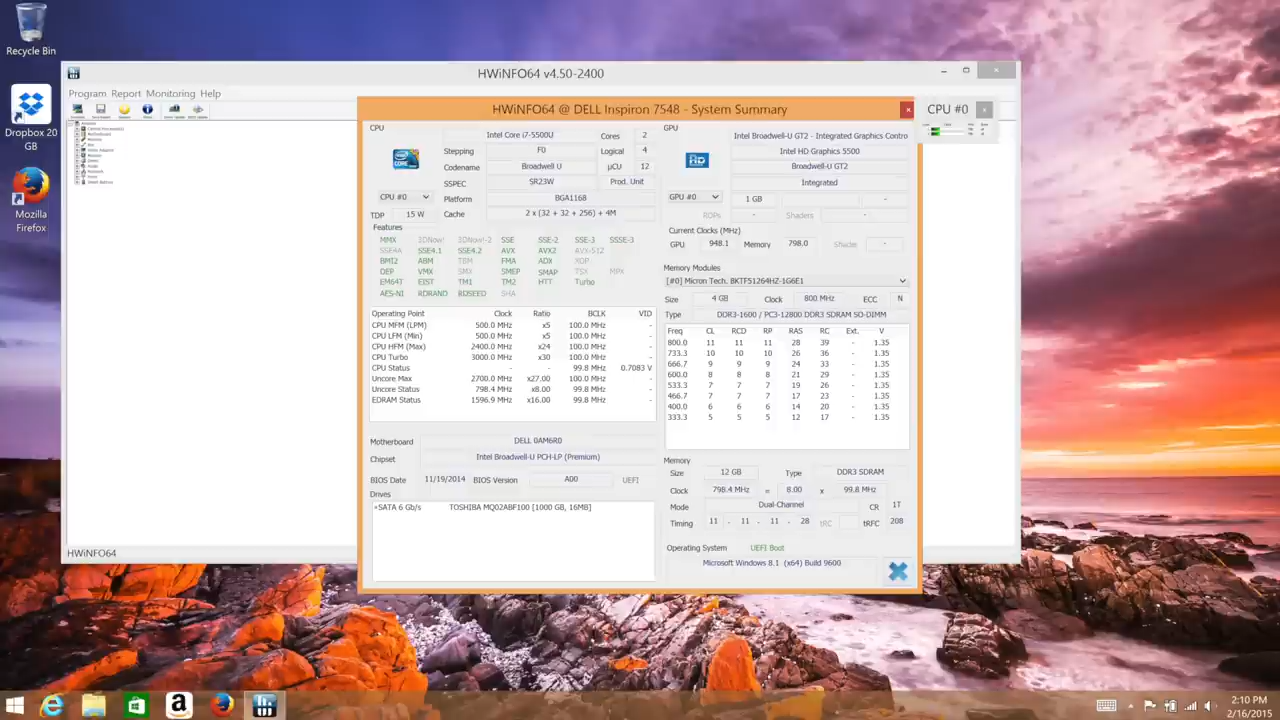 Recycle Bin
Dropbox 20
GB
Mozilla
Firefox
HWiNFO64 v4.50-2400
Program Report Monitoring Help
HWiNFO64
HWiNFO64 @ DELL Inspiron 7548 - System Summary
CPU
Intel Core i7-5500U
Stepping F0 Cores 2
Logical 4
Codename Broadwell U μCU 12
SSPEC SR23W Prod. Unit
CPU #0 Platform BGA1168
TDP 15 W Cache 2 x (32 + 32 + 256) + 4M
Features
MMX 3DNow! 3DNow!-2 SSE SSE-2 SSE-3 SSSE-3
SSE4A SSE4.1 SSE4.2 AVX AVX2 AVX-512
BMI2 ABM TBM FMA ADX XOP
DEP VMX SMX SMEP SMAP TSX MPX
EM64T EIST TM1 TM2 HTT Turbo
AES-NI RDRAND RDSEED SHA
Operating Point Clock Ratio BCLK VID
CPU MFM (LPM) 500.0 MHz x5 100.0 MHz -
CPU LFM (Min) 500.0 MHz x5 100.0 MHz -
CPU HFM (Max) 2400.0 MHz x24 100.0 MHz -
CPU Turbo 3000.0 MHz x30 100.0 MHz -
CPU Status - - 99.8 MHz 0.7083 V
Uncore Max 2700.0 MHz x27.00 100.0 MHz -
Uncore Status 798.4 MHz x8.00 99.8 MHz -
EDRAM Status 1596.9 MHz x16.00 99.8 MHz -
Motherboard DELL 0AM6R0
Chipset Intel Broadwell-U PCH-LP (Premium)
BIOS Date 11/19/2014 BIOS Version A00 UEFI
Drives
SATA 6 Gb/s TOSHIBA MQ02ABF100 [1000 GB, 16MB]
GPU
Intel Broadwell-U GT2 - Integrated Graphics Contro
Intel HD Graphics 5500
Broadwell-U GT2
Integrated
GPU #0 1 GB -
ROPs - Shaders -
Current Clocks (MHz)
GPU 948.1 Memory 798.0 Shader -
Memory Modules
[#0] Micron Tech. 8KTF51264HZ-1G6E1
Size 4 GB Clock 800 MHz ECC N
Type DDR3-1600 / PC3-12800 DDR3 SDRAM SO-DIMM
Freq CL RCD RP RAS RC Ext. V
800.0 11 11 11 28 39 - 1.35
733.3 10 10 10 26 36 - 1.35
666.7 9 9 9 24 33 - 1.35
600.0 8 8 8 21 29 - 1.35
533.3 7 7 7 19 26 - 1.35
466.7 7 7 7 17 23 - 1.35
400.0 6 6 6 14 20 - 1.35
333.3 5 5 5 12 17 - 1.35
Memory
Size 12 GB Type DDR3 SDRAM
Clock 798.4 MHz = 8.00 x 99.8 MHz
Mode Dual-Channel CR 1T
Timing 11 - 11 - 11 - 28 tRC tRFC 208
Operating System UEFI Boot
Microsoft Windows 8.1 (x64) Build 9600
CPU #0
2:10 PM
2/16/2015